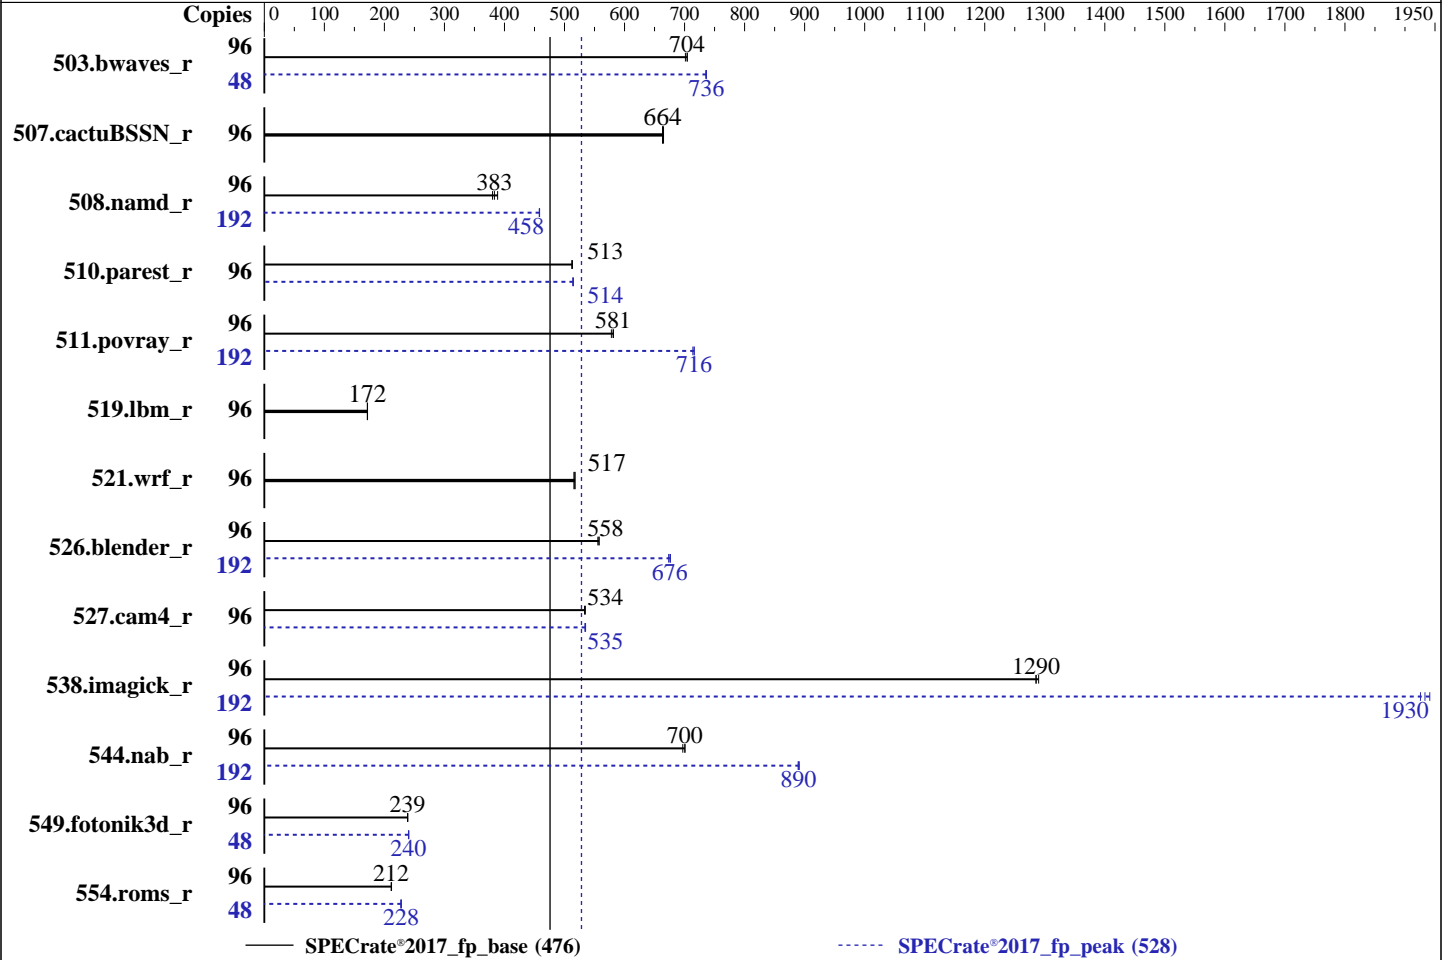 Copies 0 100 200 300 400 500 600 700 800 900 1000 1100 1200 1300 1400 1500 1600 1700 1800 1950
503.bwaves_r 96 704
48 736
507.cactuBSSN_r 96 664
508.namd_r 96 383
192 458
510.parest_r 96 513
514
511.povray_r 96 581
192 716
519.lbm_r 96 172
521.wrf_r 96 517
526.blender_r 96 558
192 676
527.cam4_r 96 534
535
538.imagick_r 96 1290
192 1930
544.nab_r 96 700
192 890
549.fotonik3d_r 96 239
48 240
554.roms_r 96 212
48 228
SPECrate®2017_fp_base (476) SPECrate®2017_fp_peak (528)